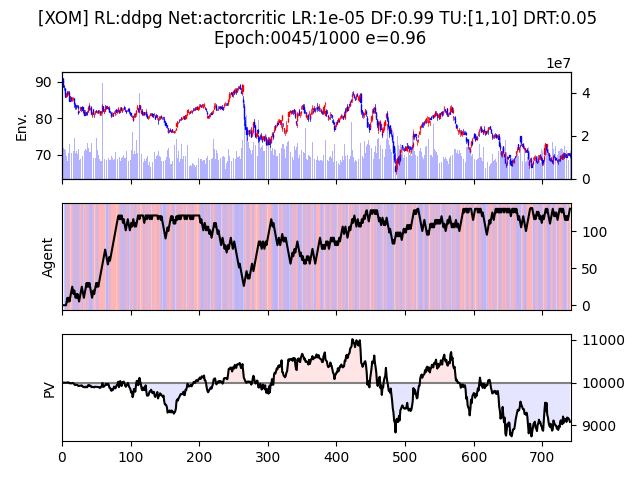 [XOM] RL:ddpg Net:actorcritic LR:1e-05 DF:0.99 TU:[1,10] DRT:0.05
Epoch:0045/1000 e=0.96
1e7
90
80
70
Env.
4
2
0
Agent
100
50
0
PV
11000
10000
9000
0 100 200 300 400 500 600 700